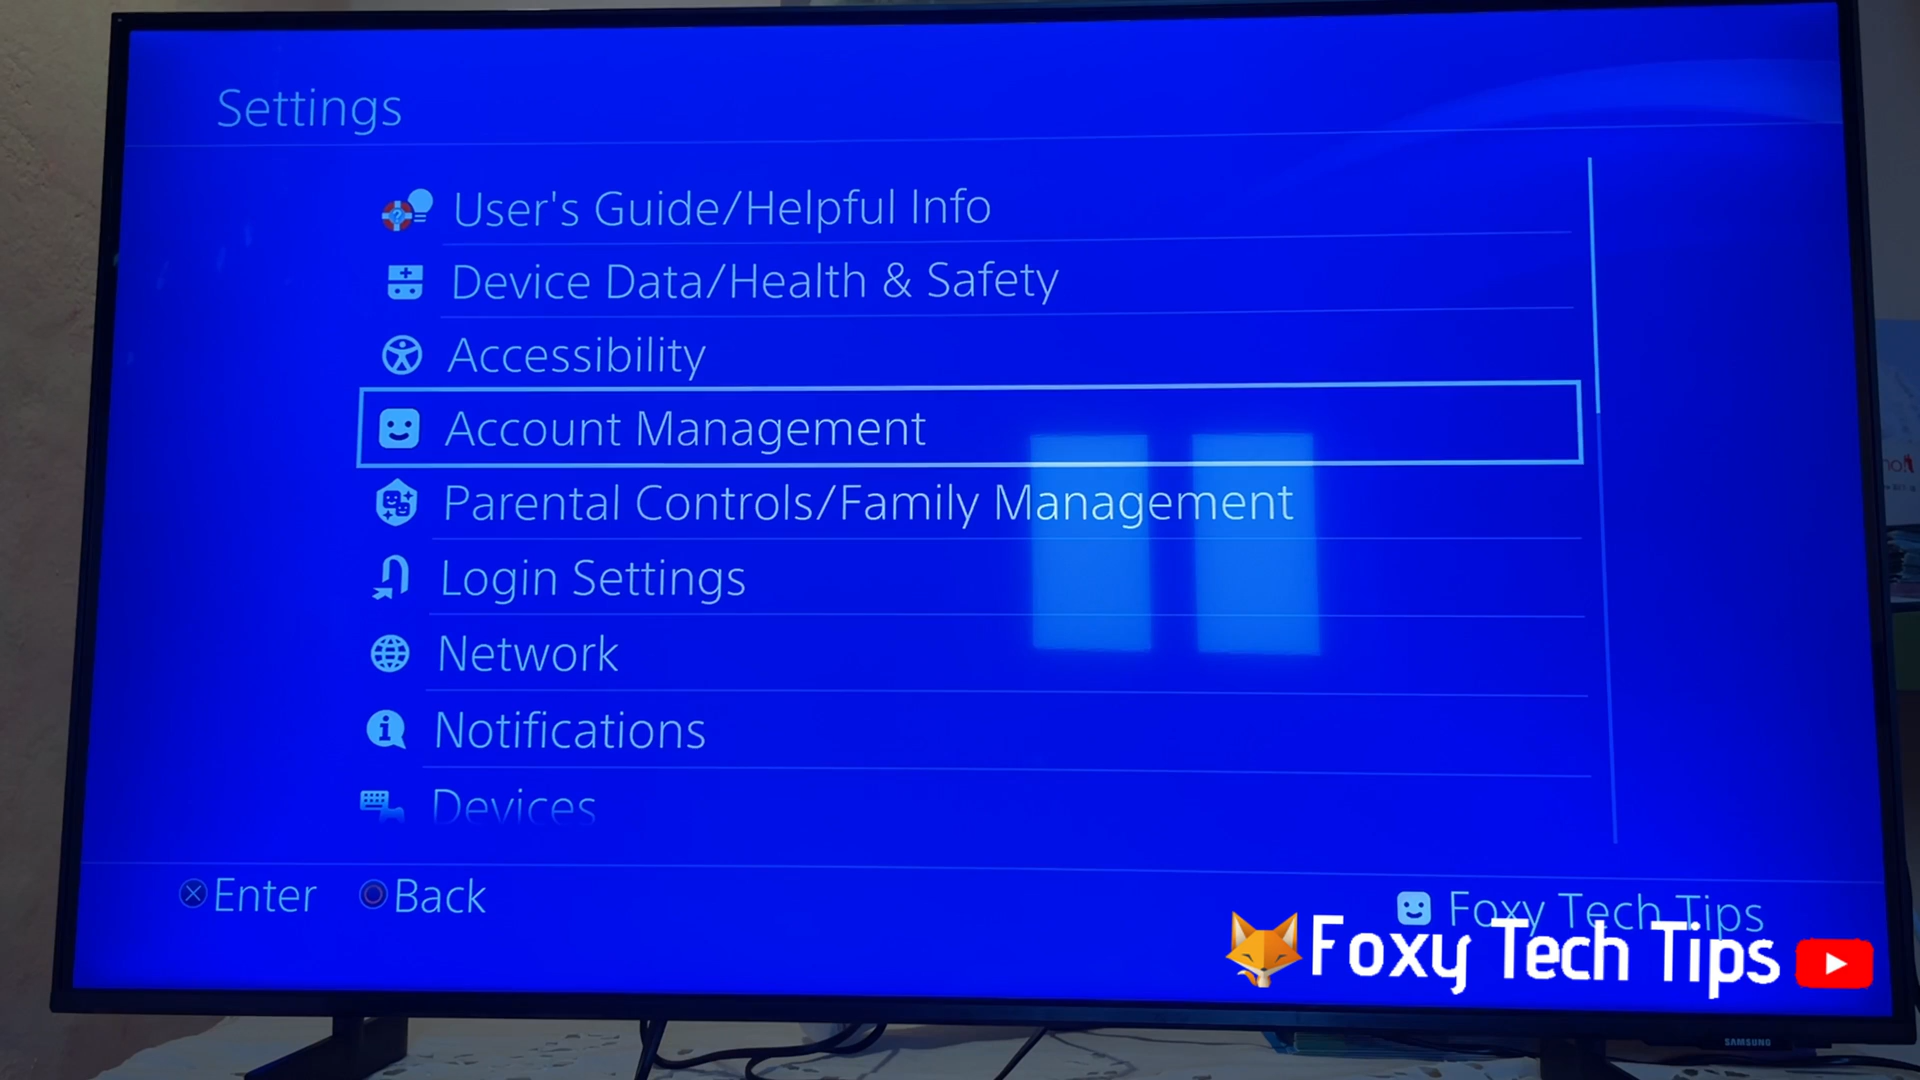 Settings
User's Guide/Helpful Info
Device Data/Health & Safety
Accessibility
Account Management
Parental Controls/Family Management
Login Settings
Network
Notifications
Devices
Enter Back
Foxy Tech Tips
Foxy Tech Tips
SAMSUNG